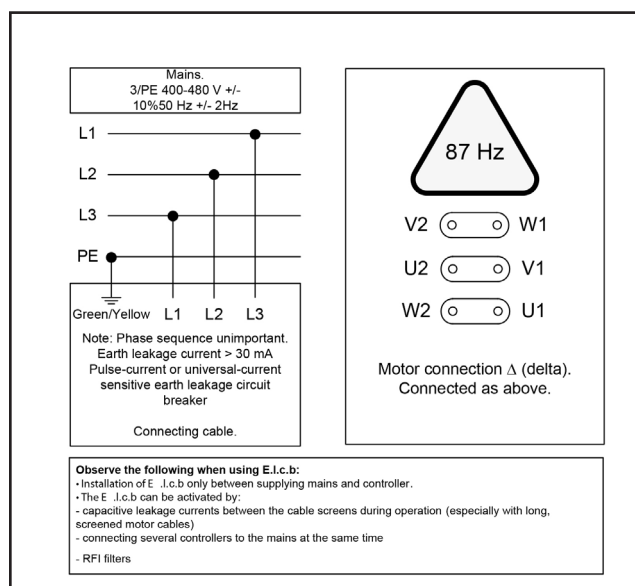 Mains.
3/PE 400-480 V +/-
10%50 Hz +/- 2Hz
L1
L2
L3
PE
Green/Yellow L1 L2 L3
Note: Phase sequence unimportant.
Earth leakage current > 30 mA
Pulse-current or universal-current
sensitive earth leakage circuit
breaker
Connecting cable.
87 Hz
V2 W1
U2 V1
W2 U1
Motor connection Δ (delta).
Connected as above.
Observe the following when using E.l.c.b:
• Installation of E .l.c.b only between supplying mains and controller.
• The E .l.c.b can be activated by:
- capacitive leakage currents between the cable screens during operation (especially with long,
screened motor cables)
- connecting several controllers to the mains at the same time
- RFI filters